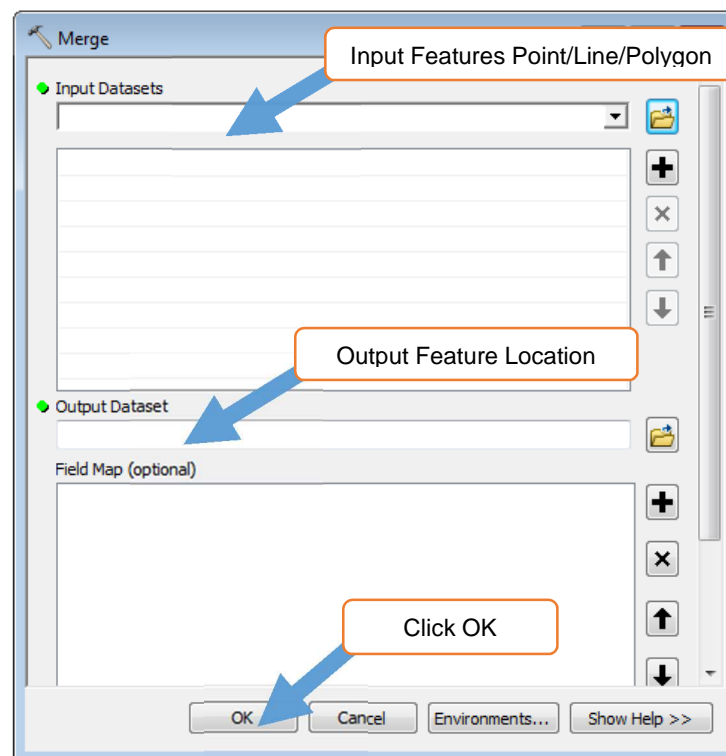 Merge
Input Features Point/Line/Polygon
Input Datasets
Output Feature Location
Output Dataset
Field Map (optional)
Click OK
OK Cancel Environments... Show Help >>